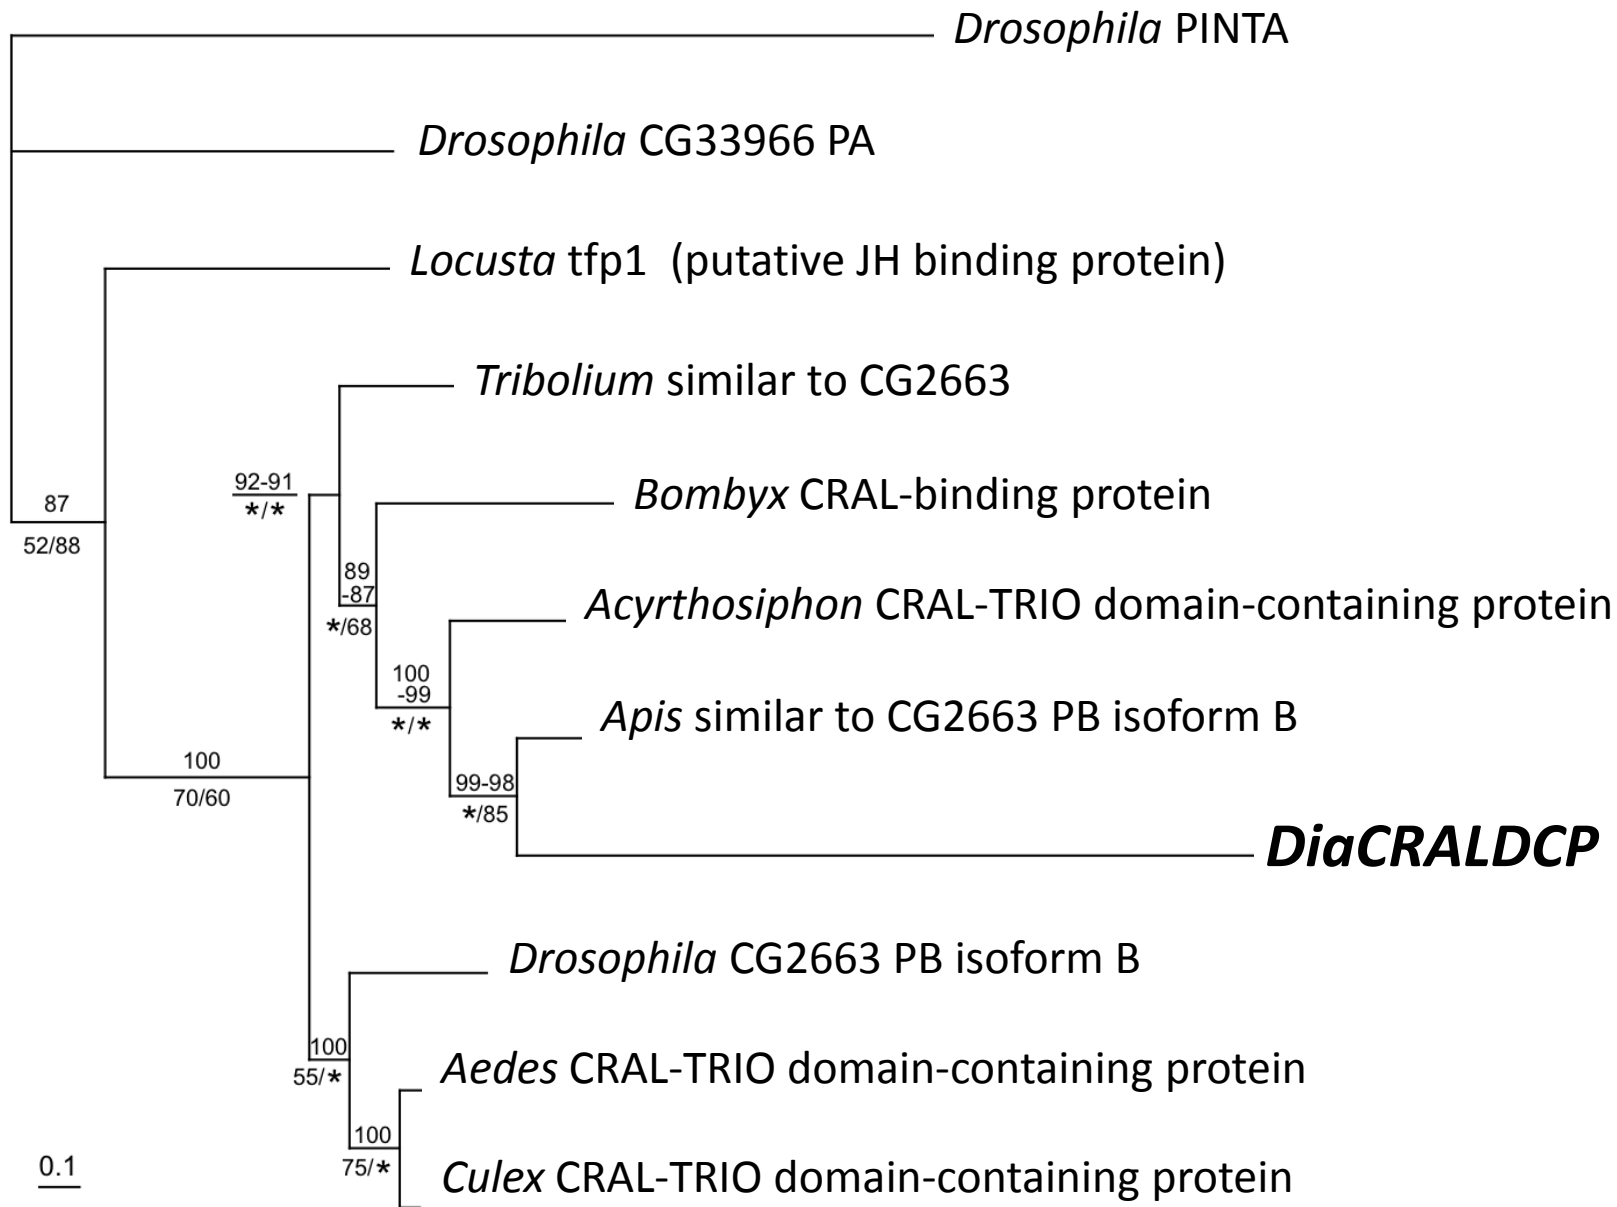 Drosophila PINTA
Drosophila CG33966 PA
Locusta tfp1 (putative JH binding protein)
Tribolium similar to CG2663
92-91
*/*
Bombyx CRAL-binding protein
87
52/88
89
-87
*/68
Acyrthosiphon CRAL-TRIO domain-containing protein
100
-99
*/*
Apis similar to CG2663 PB isoform B
100
70/60
99-98
*/85
DiaCRALDCP
Drosophila CG2663 PB isoform B
100
55/*
Aedes CRAL-TRIO domain-containing protein
100
75/*
0.1
Culex CRAL-TRIO domain-containing protein